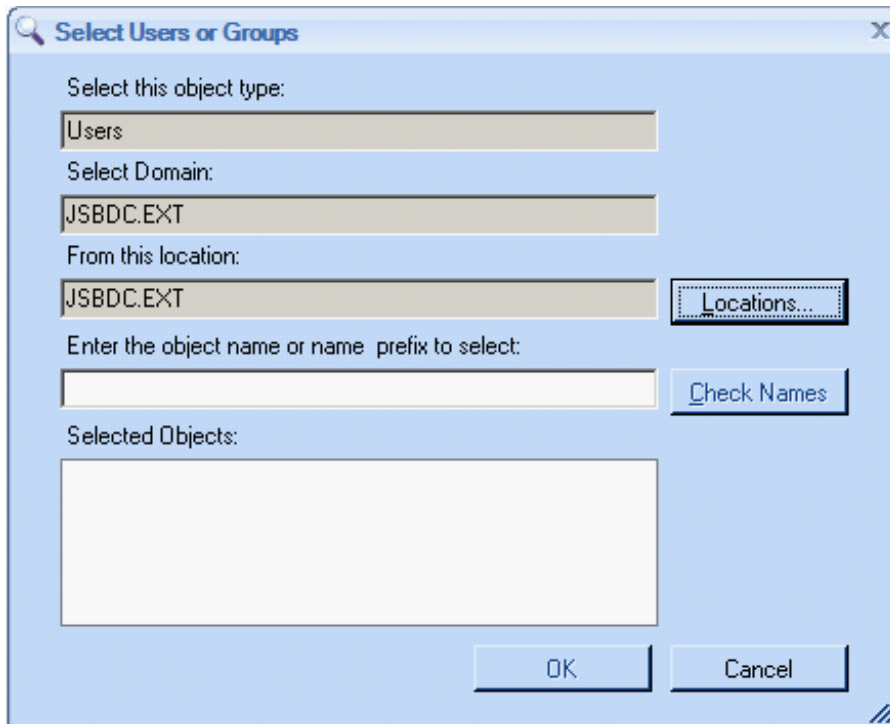 Select Users or Groups
Select this object type:
Users
Select Domain:
JSBDC.EXT
From this location:
JSBDC.EXT
Locations...
Enter the object name or name  prefix to select:
Check Names
Selected Objects:
OK
Cancel